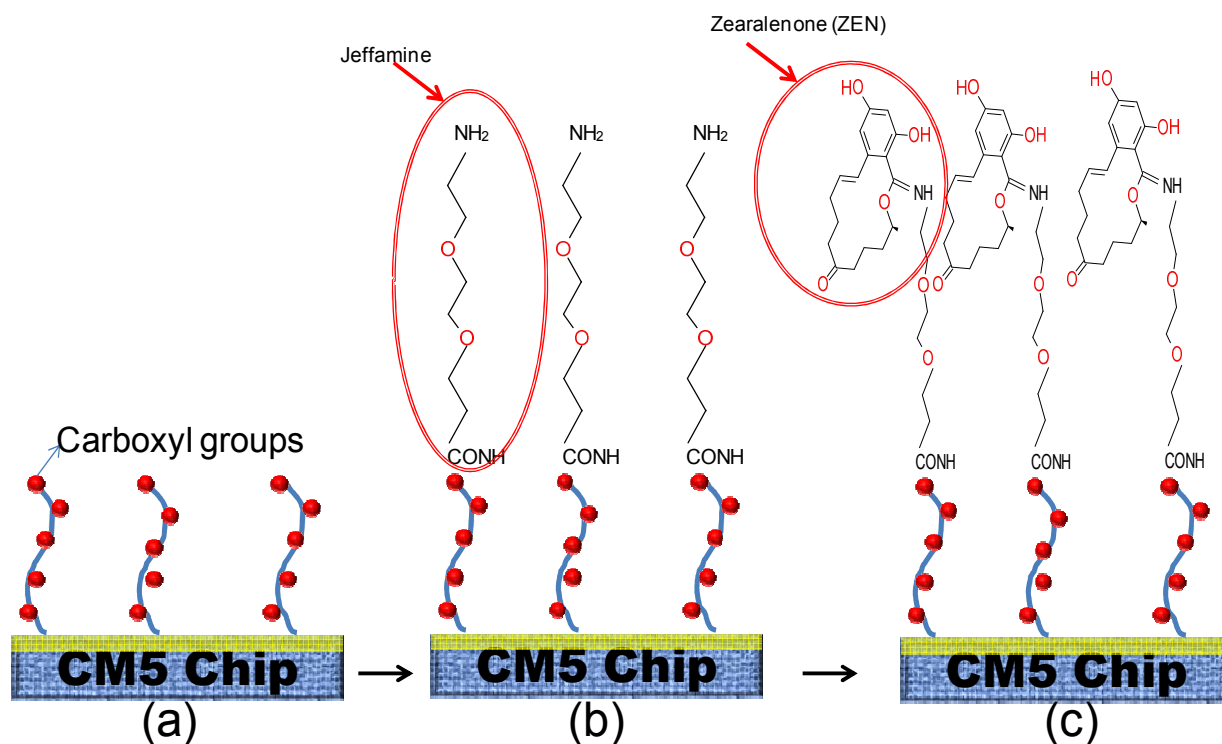 Zearalenone (ZEN)
Jeffamine
NH2 NH2 NH2
O O O
O O O
CONH CONH CONH
HO HO HO
OH OH OH
NH NH NH
O O O
O O O
O O O
O O O
CONH CONH CONH
Carboxyl groups
CM5 Chip CM5 Chip CM5 Chip
(a) (b) (c)